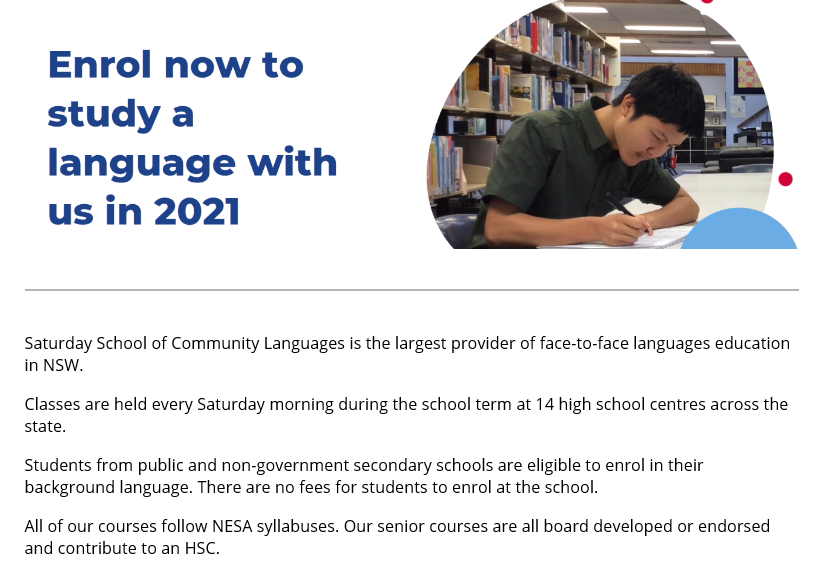 Enrol now to
study a
language with
us in 2021
Saturday School of Community Languages is the largest provider of face-to-face languages education
in NSW.
Classes are held every Saturday morning during the school term at 14 high school centres across the
state.
Students from public and non-government secondary schools are eligible to enrol in their
background language. There are no fees for students to enrol at the school.
All of our courses follow NESA syllabuses. Our senior courses are all board developed or endorsed
and contribute to an HSC.